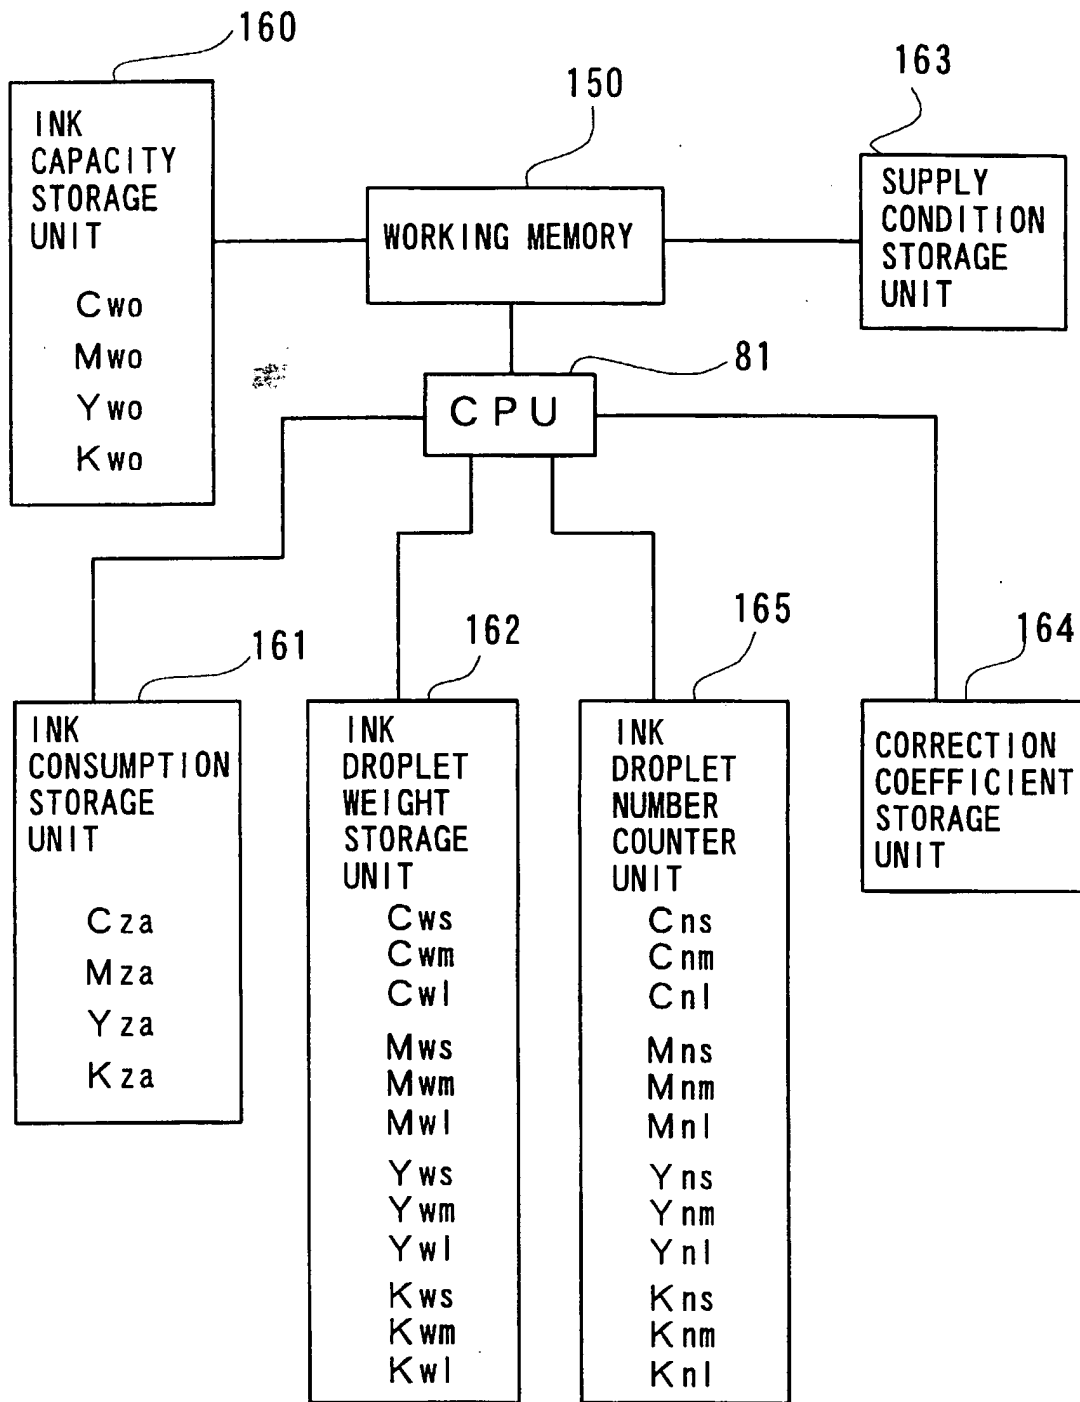 160
INK
CAPACITY
STORAGE
UNIT
Cwo
Mwo
Ywo
Kwo
150
WORKING MEMORY
163
SUPPLY
CONDITION
STORAGE
UNIT
81
CPU
161
INK
CONSUMPTION
STORAGE
UNIT
Cza
Mza
Yza
Kza
162
INK
DROPLET
WEIGHT
STORAGE
UNIT
Cws
Cwm
Cwl
Mws
Mwm
Mwl
Yws
Ywm
Ywl
Kws
Kwm
Kwl
165
INK
DROPLET
NUMBER
COUNTER
UNIT
Cns
Cnm
Cnl
Mns
Mnm
Mnl
Yns
Ynm
Ynl
Kns
Knm
Knl
164
CORRECTION
COEFFICIENT
STORAGE
UNIT